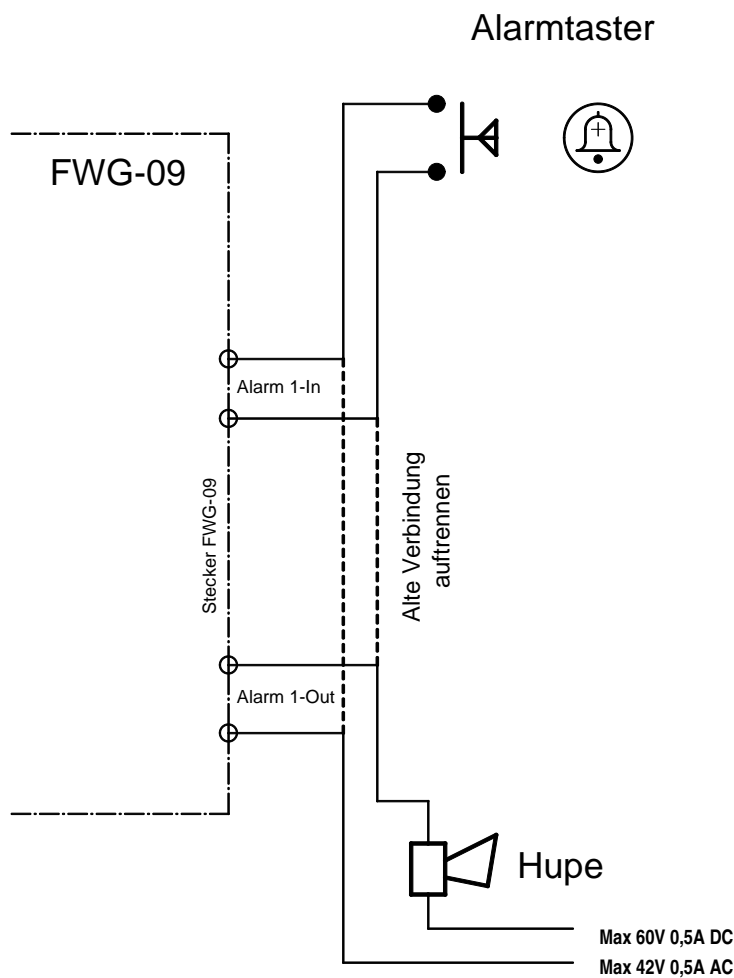 Alarmtaster
FWG-09
Alarm 1-In
Stecker FWG-09
Alte Verbindung
auftrennen
Alarm 1-Out
Hupe
Max 60V 0,5A DC
Max 42V 0,5A AC